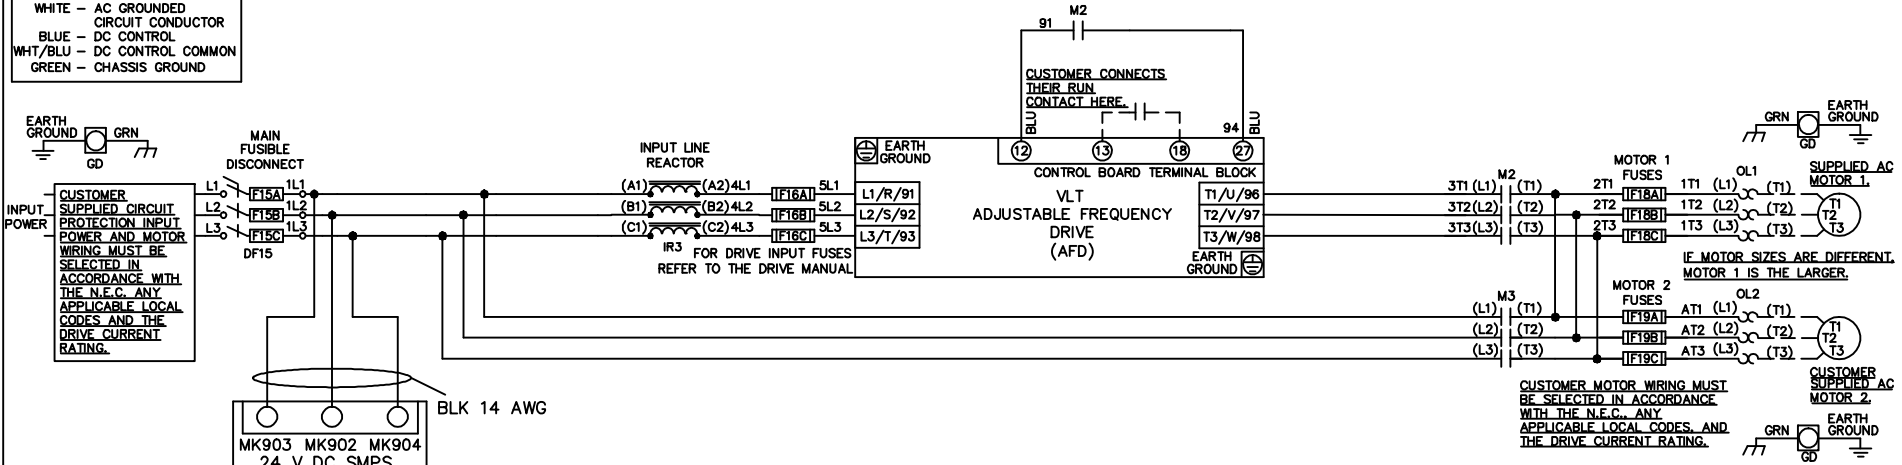 WHITE – AC GROUNDED
CIRCUIT CONDUCTOR
BLUE – DC CONTROL
WHT/BLU – DC CONTROL COMMON
GREEN – CHASSIS GROUND
EARTH
GROUND
GRN
GD
MAIN
FUSIBLE
DISCONNECT
INPUT
POWER
CUSTOMER
SUPPLIED CIRCUIT
PROTECTION INPUT
POWER AND MOTOR
WIRING MUST BE
SELECTED IN
ACCORDANCE WITH
THE N.E.C. ANY
APPLICABLE LOCAL
CODES AND THE
DRIVE CURRENT
RATING.
L1 F15A 1L1
L2 F15B 1L2
L3 F15C 1L3
DF15
INPUT LINE
REACTOR
(A1) (A2) 4L1 F16A 5L1
(B1) (B2) 4L2 F16B 5L2
(C1) (C2) 4L3 F16C 5L3
IR3
FOR DRIVE INPUT FUSES
REFER TO THE DRIVE MANUAL
M2
91
CUSTOMER CONNECTS
THEIR RUN
CONTACT HERE.
BLU
94 BLU
12 13 18 27
CONTROL BOARD TERMINAL BLOCK
EARTH
GROUND
L1/R/91
L2/S/92
L3/T/93
VLT
ADJUSTABLE FREQUENCY
DRIVE
(AFD)
T1/U/96
T2/V/97
T3/W/98
EARTH
GROUND
M2
3T1 (L1) (T1)
3T2(L2) (T2)
3T3(L3) (T3)
MOTOR 1
FUSES
2T1 F18A 1T1 (L1)
2T2 F18B 1T2 (L2)
2T3 F18C 1T3 (L3)
OL1
(T1)
(T2)
(T3)
T1
T2
T3
GRN
EARTH
GROUND
GD
SUPPLIED AC
MOTOR 1.
IF MOTOR SIZES ARE DIFFERENT,
MOTOR 1 IS THE LARGER.
M3
(L1) (T1)
(L2) (T2)
(L3) (T3)
MOTOR 2
FUSES
F19A AT1 (L1)
F19B AT2 (L2)
F19C AT3 (L3)
OL2
(T1)
(T2)
(T3)
T1
T2
T3
CUSTOMER
SUPPLIED AC
MOTOR 2.
CUSTOMER MOTOR WIRING MUST
BE SELECTED IN ACCORDANCE
WITH THE N.E.C., ANY
APPLICABLE LOCAL CODES, AND
THE DRIVE CURRENT RATING.
GRN
EARTH
GROUND
GD
BLK 14 AWG
MK903 MK902 MK904
24 V DC SMPS